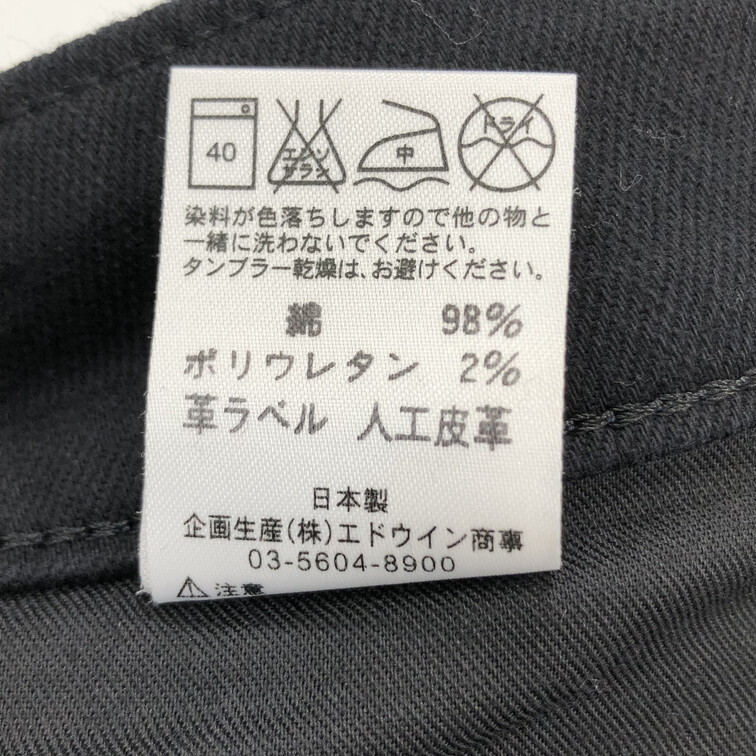 40 エンソサラシ 中 ドライ
染料が色落ちしますので他の物と
一緒に洗わないでください。
タンブラー乾燥は、お避けください。
綿 98%
ポリウレタン 2%
革ラベル 人工皮革
日本製
企画生産(株)エドウイン商事
03-5604-8900
注意